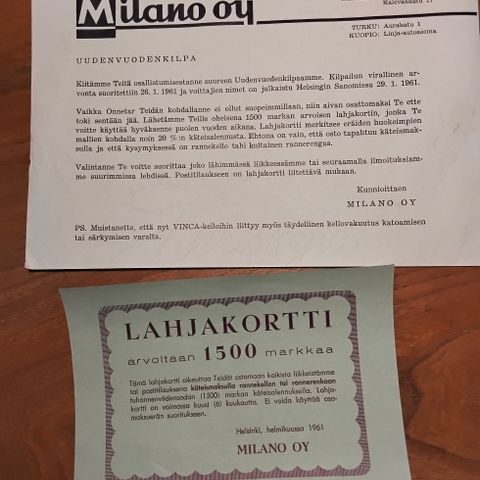 Milano oy
Kalevankatu 17
TURKU: Aurakatu 1
KUOPIO: Linja-autoasema
UUDENVUODENKILPA
Kiitämme Teitä osallistumisestanne suureen Uudenvuodenkilpaamme. Kilpailun virallinen ar-
vonta suoritettiin 26. 1. 1961 ja voittajien nimet on julkaistu Helsingin Sanomissa 29. 1. 1961.
Vaikka Onnetar Teidän kohdallanne ei ollut suopeimmillaan, niin aivan osattomaksi Te ette
toki sentään jää. Lähetämme Teille oheisena 1500 markan arvoisen lahjakortin, jonka Te
voitte käyttää hyväksenne puolen vuoden aikana. Lahjakortti merkitsee eräiden huokeimpien
mallien kohdalla noin 20 %:n käteisalennusta. Ehtona on vain, että osto tapahtuu käteismak-
sulla ja että kysymyksessä on rannekello tahi kultainen rannerengas.
Valintanne Te voitte suorittaa joko lähimmässä liikkeessämme tai seuraamalla ilmoituksiam-
me suurimmissa lehdissä. Postitilaukseen on lahjakortti liitettävä mukaan.
Kunnioittaen
MILANO OY
PS. Muistanette, että nyt VINCA-kelloihin liittyy myös täydellinen kellovakuutus katoamisen
tai särkymisen varalta.
LAHJAKORTTI
arvoltaan 1500 markkaa
Tämä lahjakortti oikeuttaa Teidät ostamaan kaikista liikkeistämme
tai postitilauksena käteismaksulla rannekellon tai rannerenkaan
tuhannenviidensadan (1500) markan käteisalennuksella. Lahja-
kortti on voimassa kuusi (6) kuukautta. Ei voida käyttää osa-
maksuerän suoritukseen.
Helsinki, helmikuussa 1961
MILANO OY